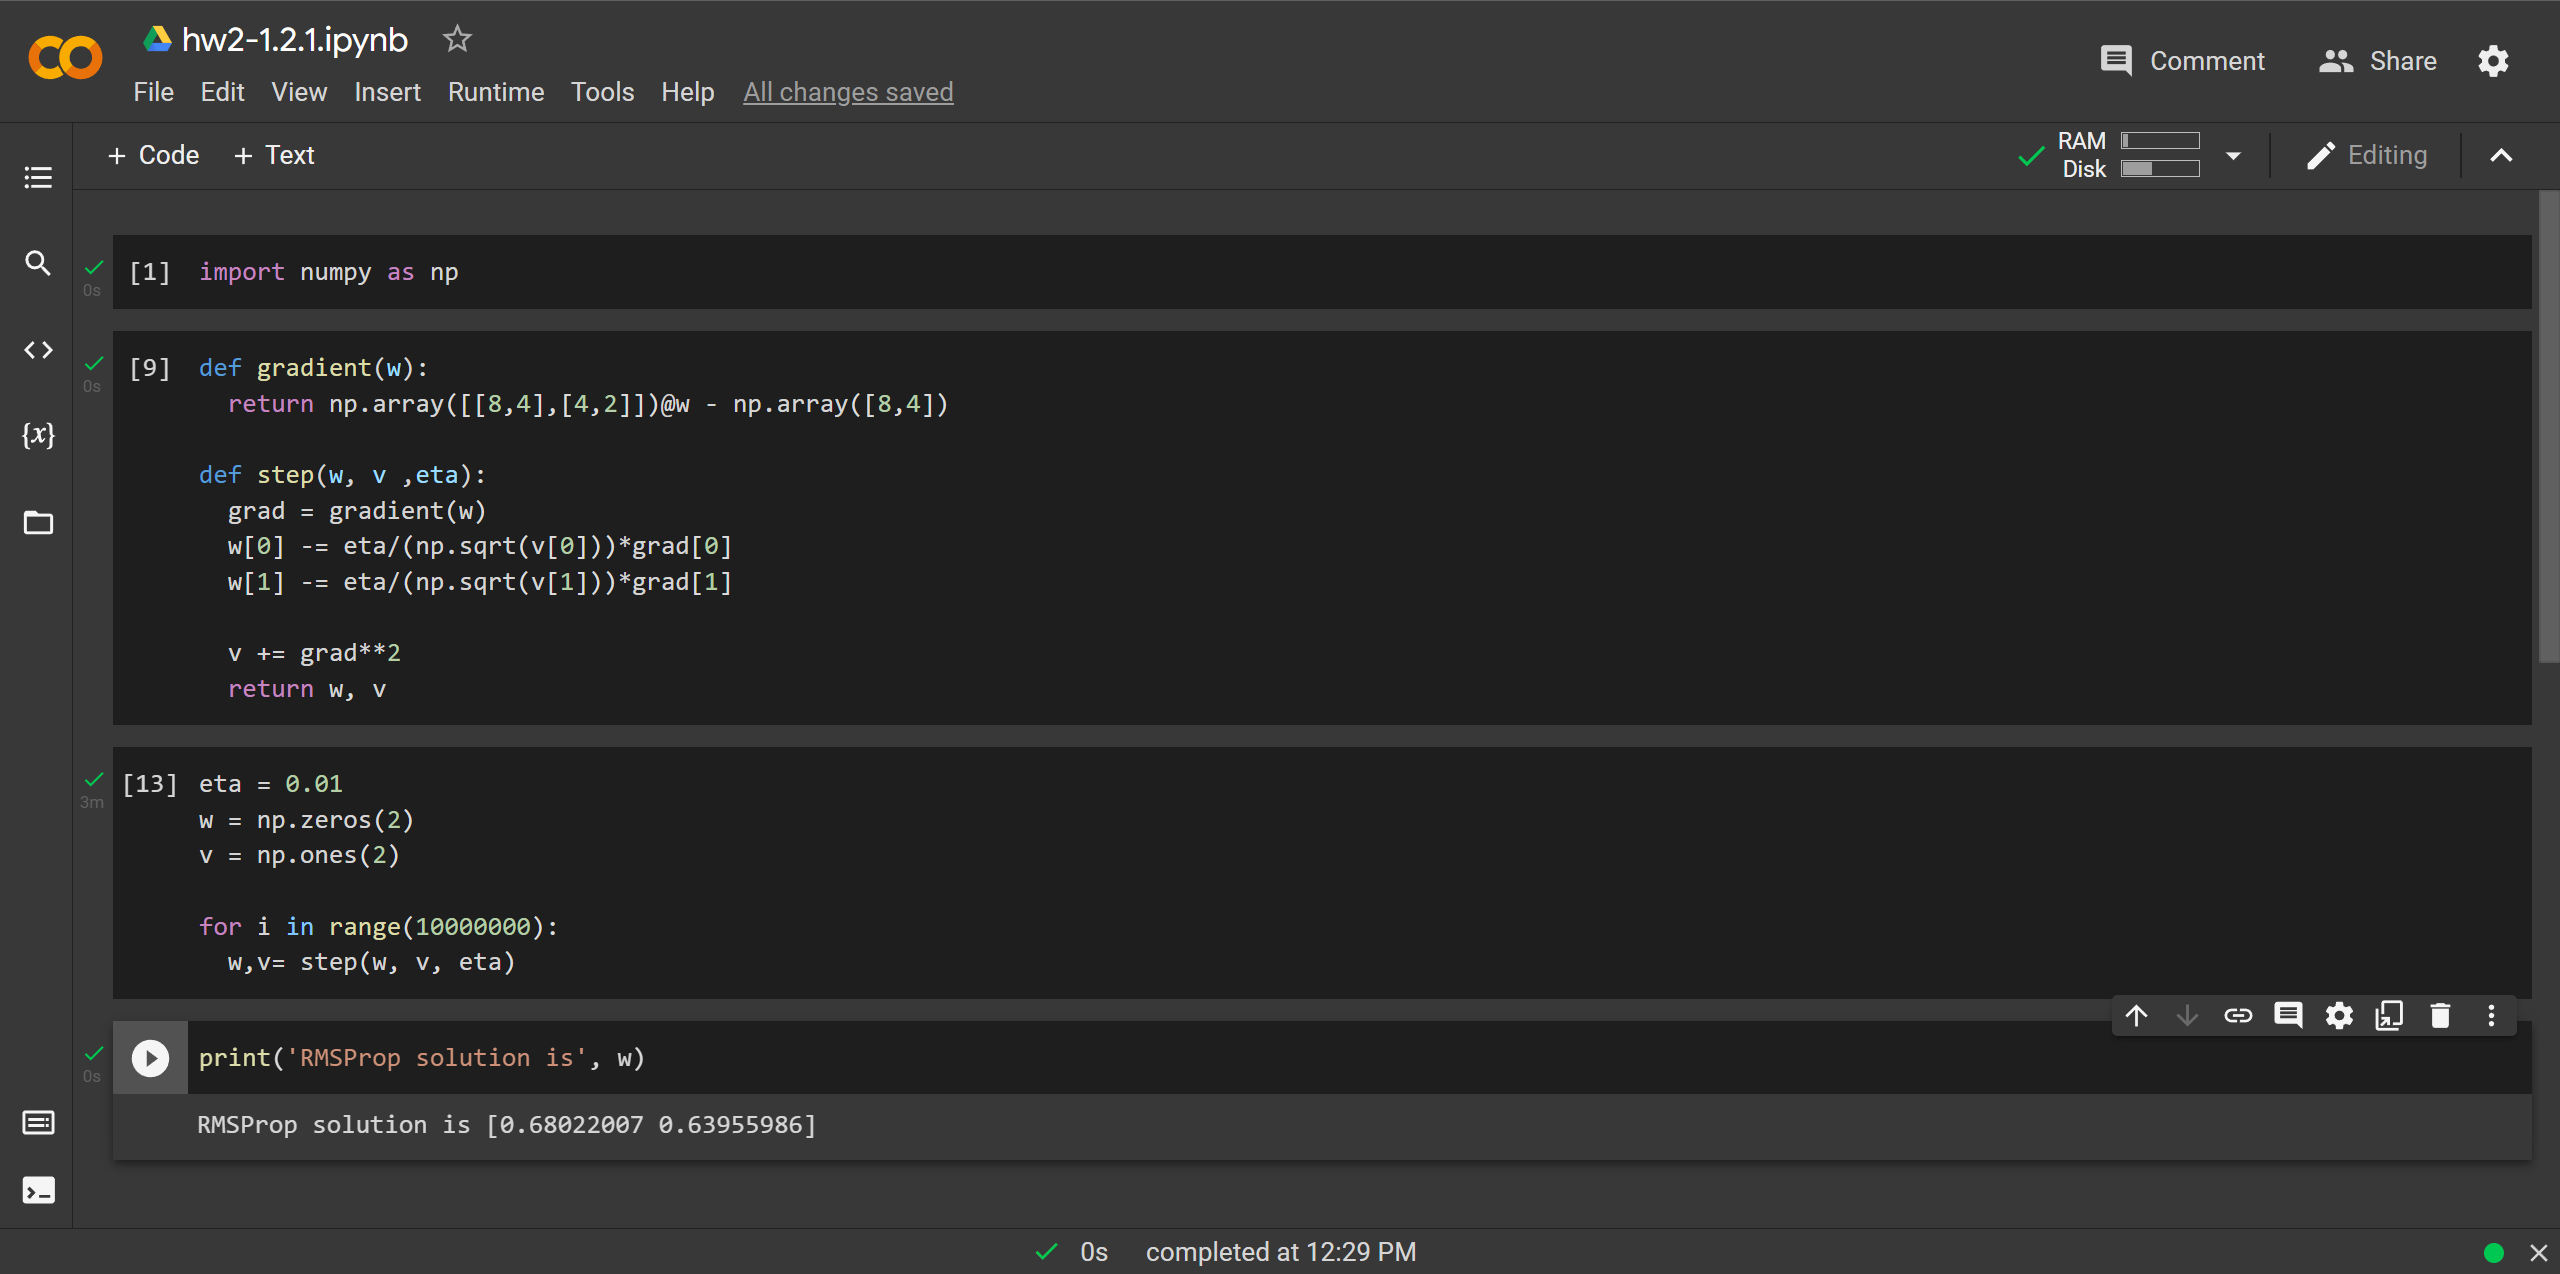 hw2-1.2.1.ipynb
File Edit View Insert Runtime Tools Help All changes saved
Comment Share
+ Code + Text
RAM
Disk
Editing
[1] import numpy as np
0s
[9] def gradient(w):
0s
return np.array([[8,4],[4,2]])@w - np.array([8,4])
def step(w, v ,eta):
grad = gradient(w)
w[0] -= eta/(np.sqrt(v[0]))*grad[0]
w[1] -= eta/(np.sqrt(v[1]))*grad[1]
v += grad**2
return w, v
[13] eta = 0.01
3m
w = np.zeros(2)
v = np.ones(2)
for i in range(10000000):
w,v= step(w, v, eta)
print('RMSProp solution is', w)
0s
RMSProp solution is [0.68022007 0.63955986]
0s completed at 12:29 PM